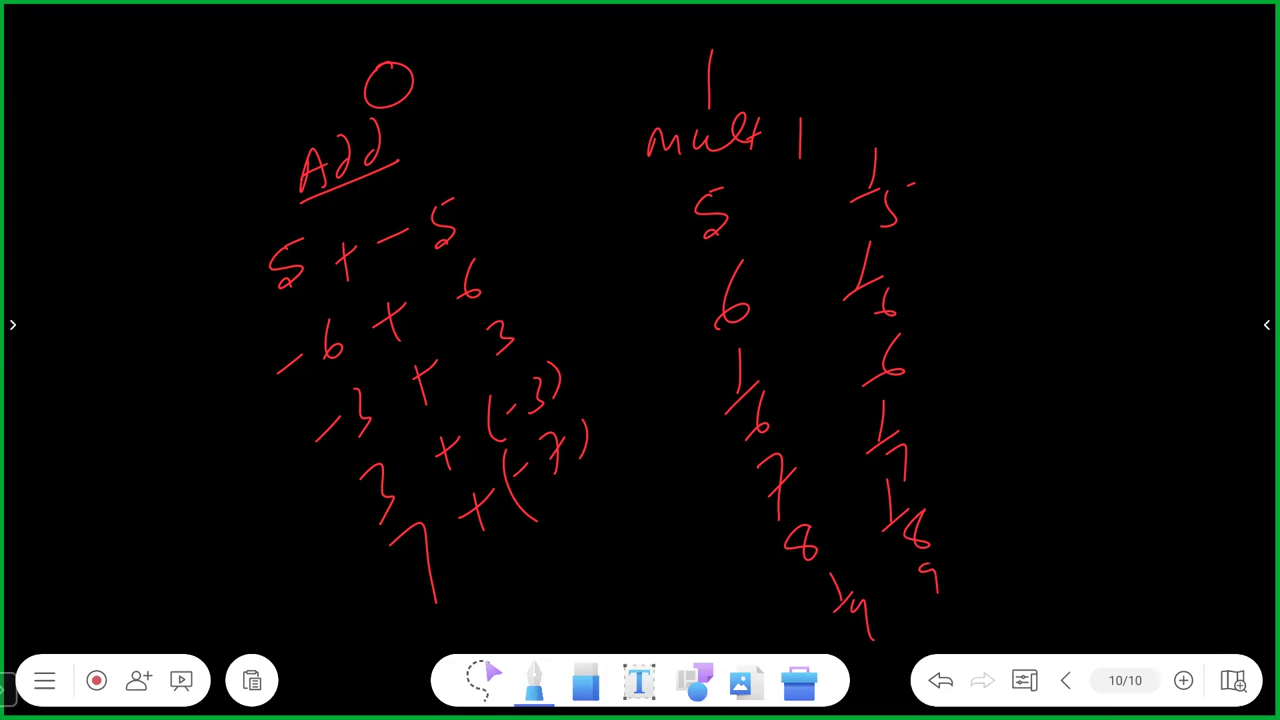 0
Add
5 + - 5
- 6 + 6
- 3 + 3
3 + (-3)
7 + (-7)
1
mult 1
5 1/5
6 1/6
1/6 6
7 1/7
8 1/8
1/9 9
T
10/10